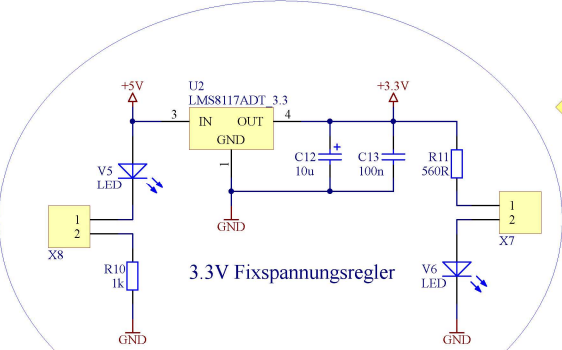 +5V
U2
LMS8117ADT_3.3
+3.3V
3
IN
OUT
4
GND
1
V5
LED
C12
10u
+
C13
100n
R11
560R
GND
1
2
X8
1
2
X7
R10
1k
3.3V Fixspannungsregler
V6
LED
GND
GND